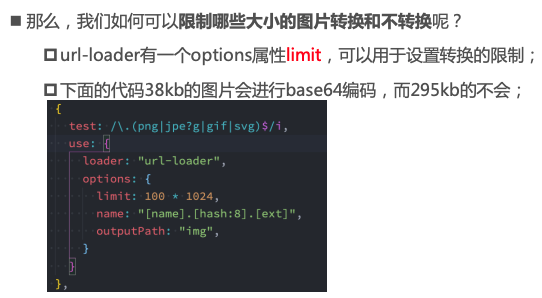 那么，我们如何可以限制哪些大小的图片转换和不转换呢？
url-loader有一个options属性limit，可以用于设置转换的限制；
下面的代码38kb的图片会进行base64编码，而295kb的不会；
{
test: /\.(png|jpe?g|gif|svg)$/i,
use: {
loader: "url-loader",
options: {
limit: 100 * 1024,
name: "[name].[hash:8].[ext]",
outputPath: "img",
}
}
},